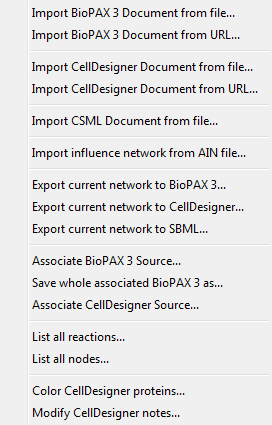 Import BioPAX 3 Document from file...
Import BioPAX 3 Document from URL...
Import CellDesigner Document from file...
Import CellDesigner Document from URL...
Import CSML Document from file...
Import influence network from AIN file...
Export current network to BioPAX 3...
Export current network to CellDesigner...
Export current network to SBML...
Associate BioPAX 3 Source...
Save whole associated BioPAX 3 as...
Associate CellDesigner Source...
List all reactions...
List all nodes...
Color CellDesigner proteins...
Modify CellDesigner notes...